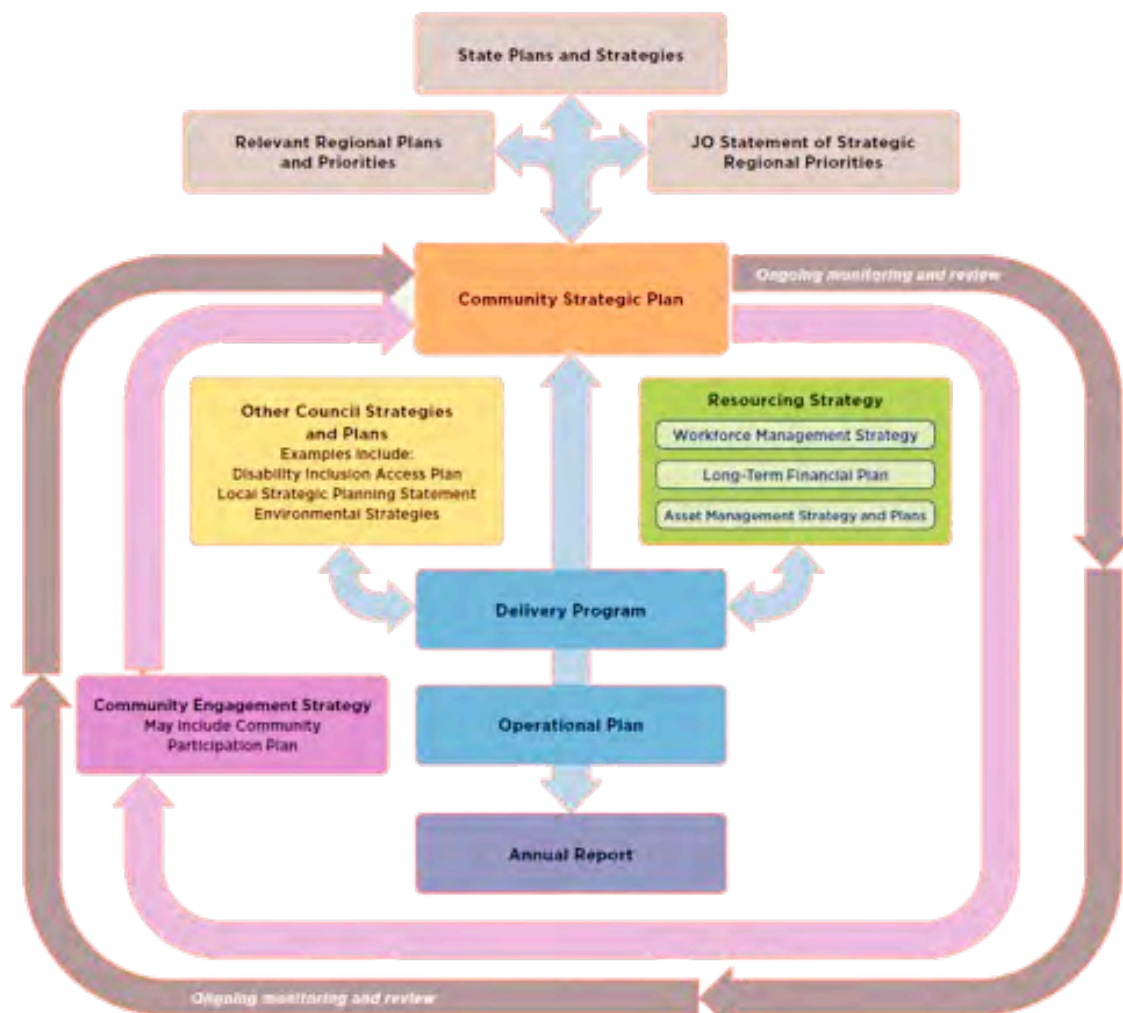 State Plans and Strategies
Relevant Regional Plans
and Priorities
JO Statement of Strategic
Regional Priorities
Community Strategic Plan
Ongoing monitoring and review
Other Council Strategies
and Plans
Examples Include:
Disability Inclusion Access Plan
Local Strategic Planning Statement
Environmental Strategies
Resourcing Strategy
Workforce Management Strategy
Long-Term Financial Plan
Asset Management Strategy and Plans
Delivery Program
Community Engagement Strategy
May Include Community
Participation Plan
Operational Plan
Annual Report
Ongoing monitoring and review